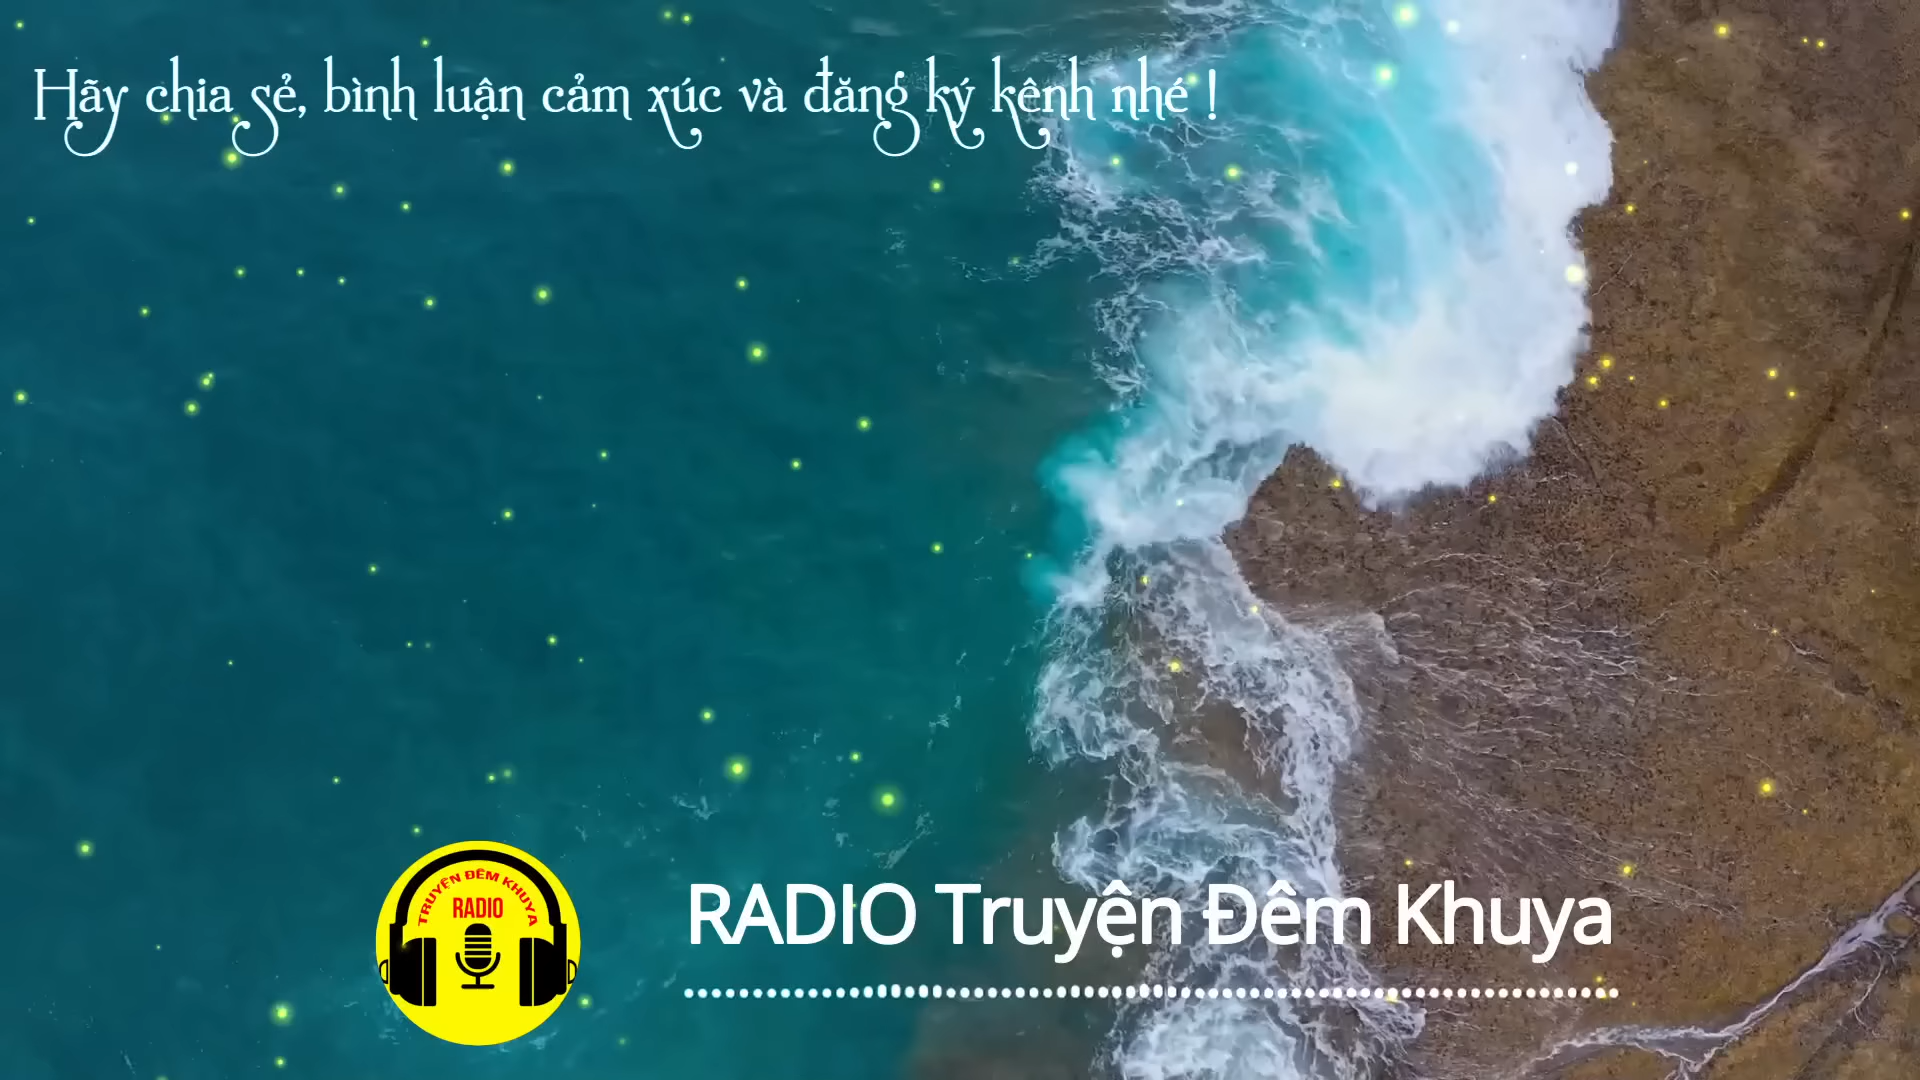 Hãy chia sẻ, bình luận cảm xúc và đăng ký kênh nhé !
TRUYỆN ĐÊM KHUYA
RADIO
RADIO Truyện Đêm Khuya